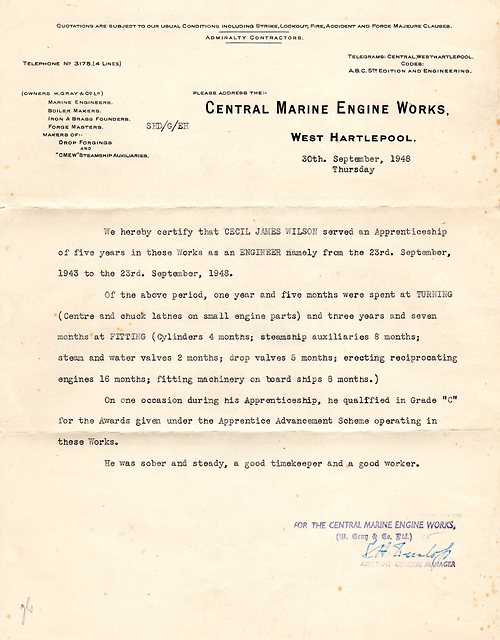 QUOTATIONS ARE SUBJECT TO OUR USUAL CONDITIONS INCLUDING STRIKE, LOCKOUT, FIRE, ACCIDENT AND FORCE MAJEURE CLAUSES.
ADMIRALTY CONTRACTORS.
TELEPHONE Nº 3175.(4 LINES)
TELEGRAMS: CENTRAL, WESTHARTLEPOOL.
CODES:
A.B.C. 5TH EDITION AND ENGINEERING.
(OWNERS W. GRAY & CO. LD)
MARINE ENGINEERS.
BOILER MAKERS.
IRON & BRASS FOUNDERS.
FORGE MASTERS.
MAKERS OF:-
DROP FORGINGS
AND
"CMEW" STEAMSHIP AUXILIARIES.
SHD/G/EH
PLEASE ADDRESS THE:-
CENTRAL MARINE ENGINE WORKS,
WEST HARTLEPOOL.
30th. September, 1948
Thursday
We hereby certify that CECIL JAMES WILSON served an Apprenticeship
of five years in these Works as an ENGINEER namely from the 23rd. September,
1943 to the 23rd. September, 1948.
Of the above period, one year and five months were spent at TURNING
(Centre and chuck lathes on small engine parts) and three years and seven
months at FITTING (Cylinders 4 months; steamship auxiliaries 8 months;
steam and water valves 2 months; drop valves 5 months; erecting reciprocating
engines 16 months; fitting machinery on board ships 8 months.)
On one occasion during his Apprenticeship, he qualified in Grade "C"
for the Awards given under the Apprentice Advancement Scheme operating in
these Works.
He was sober and steady, a good timekeeper and a good worker.
FOR THE CENTRAL MARINE ENGINE WORKS,
(W. Gray & Co. Ltd.)
ASSISTANT GENERAL MANAGER